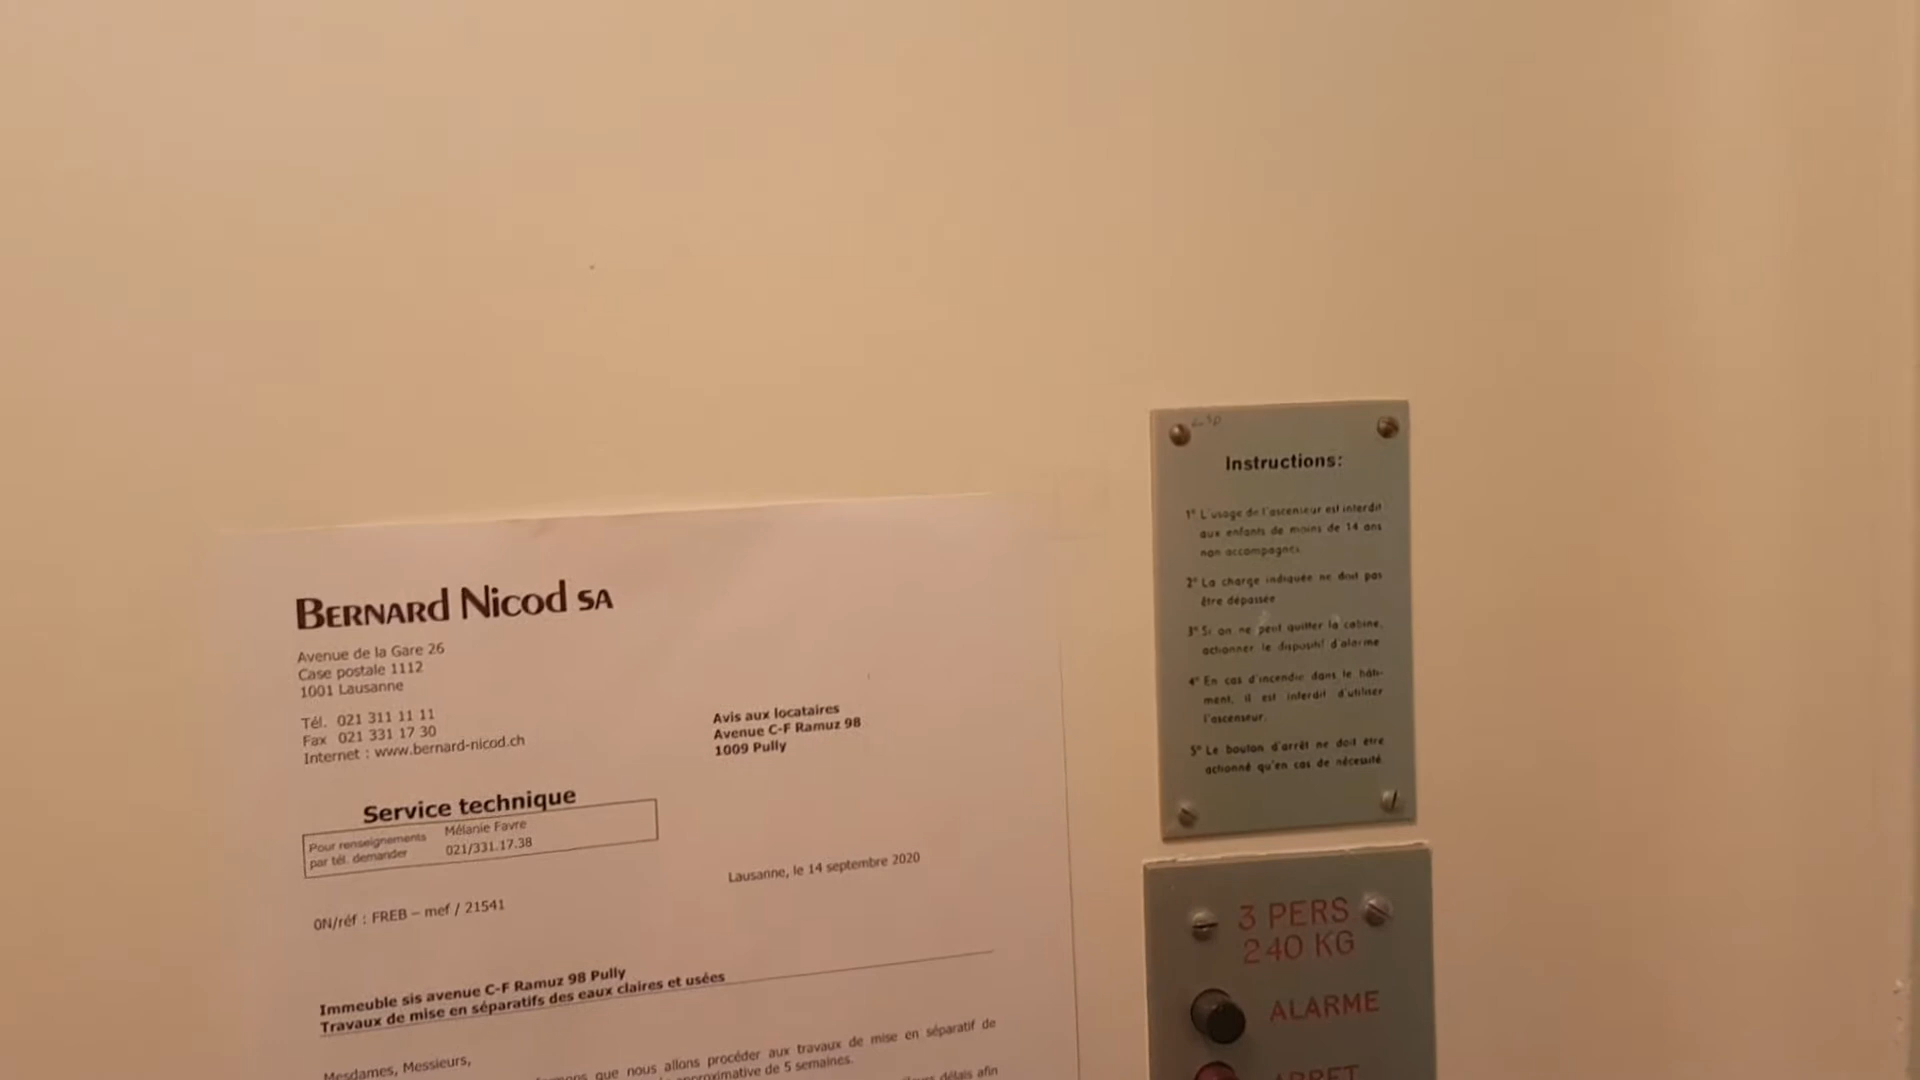 BERNARD Nicod SA
Avenue de la Gare 26
Case postale 1112
1001 Lausanne
Tél. 021 311 11 11
Fax 021 331 17 30
Internet : www.bernard-nicod.ch
Avis aux locataires
Avenue C-F Ramuz 98
1009 Pully
Service technique
Pour renseignements
par tél. demander
Mélanie Favre
021/331.17.38
Lausanne, le 14 septembre 2020
0N/réf : FREB – mef / 21541
Immeuble sis avenue C-F Ramuz 98 Pully
Travaux de mise en séparatifs des eaux claires et usées
Mesdames, Messieurs,
que nous allons procéder aux travaux de mise en séparatif de
de 5 semaines.
délais afin
Instructions:
1° L'usage de l'ascenseur est interdit
aux enfants de moins de 14 ans
non accompagnés
2° La charge indiquée ne doit pas
être dépassée
3° Si on ne peut quitter la cabine,
actionner le dispositif d'alarme
4° En cas d'incendie dans le bâti-
ment, il est interdit d'utiliser
l'ascenseur.
5° Le bouton d'arrêt ne doit être
actionné qu'en cas de nécessité.
3 PERS
240 KG
ALARME
ARRET